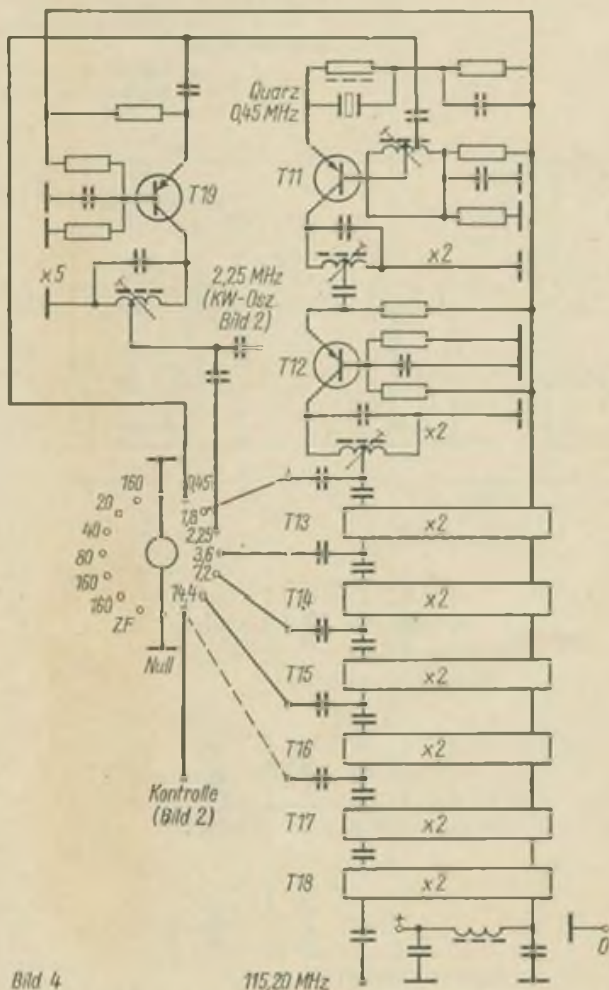 Quarz
0,45 MHz
T19
T11
x5
x2
2,25 MHz
(KW-Osz.
Bild 2)
T12
x2
160
0,45
20
1,8
2,25
40
3,6
80
7,2
160
14,4
160
ZF
Null
T13
x2
T14
x2
T15
x2
T16
x2
Kontrolle
(Bild 2)
T17
x2
T18
x2
+
0
Bild 4
115,20 MHz